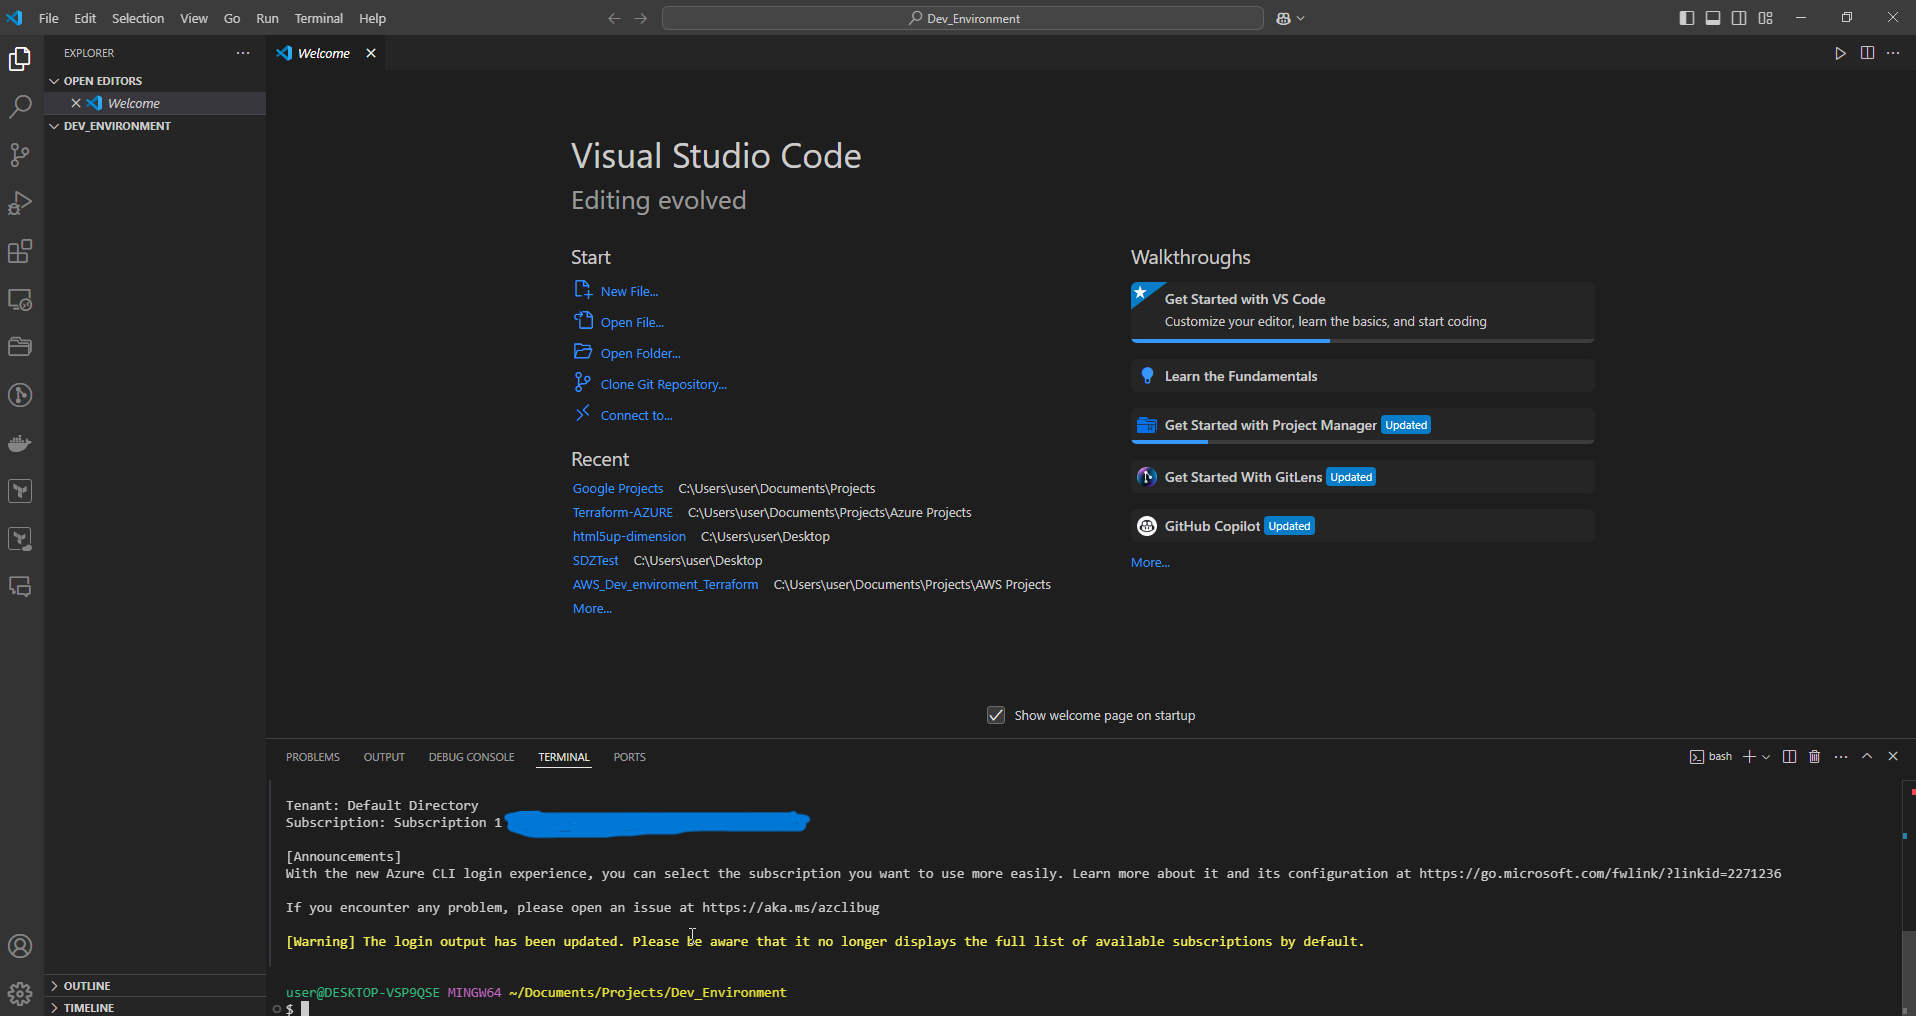 File Edit Selection View Go Run Terminal Help
Dev_Environment
EXPLORER
Welcome
OPEN EDITORS
Welcome
DEV_ENVIRONMENT
Visual Studio Code
Editing evolved
Start
New File...
Open File...
Open Folder...
Clone Git Repository...
Connect to...
Recent
Google Projects C:\Users\user\Documents\Projects
Terraform-AZURE C:\Users\user\Documents\Projects\Azure Projects
html5up-dimension C:\Users\user\Desktop
SDZTest C:\Users\user\Desktop
AWS_Dev_enviroment_Terraform C:\Users\user\Documents\Projects\AWS Projects
More...
Walkthroughs
Get Started with VS Code
Customize your editor, learn the basics, and start coding
Learn the Fundamentals
Get Started with Project Manager Updated
Get Started With GitLens Updated
GitHub Copilot Updated
More...
Show welcome page on startup
PROBLEMS OUTPUT DEBUG CONSOLE TERMINAL PORTS
bash
Tenant: Default Directory
Subscription: Subscription 1
[Announcements]
With the new Azure CLI login experience, you can select the subscription you want to use more easily. Learn more about it and its configuration at https://go.microsoft.com/fwlink/?linkid=2271236
If you encounter any problem, please open an issue at https://aka.ms/azclibug
[Warning] The login output has been updated. Please be aware that it no longer displays the full list of available subscriptions by default.
user@DESKTOP-VSP9QSE MINGW64 ~/Documents/Projects/Dev_Environment
$
OUTLINE
TIMELINE